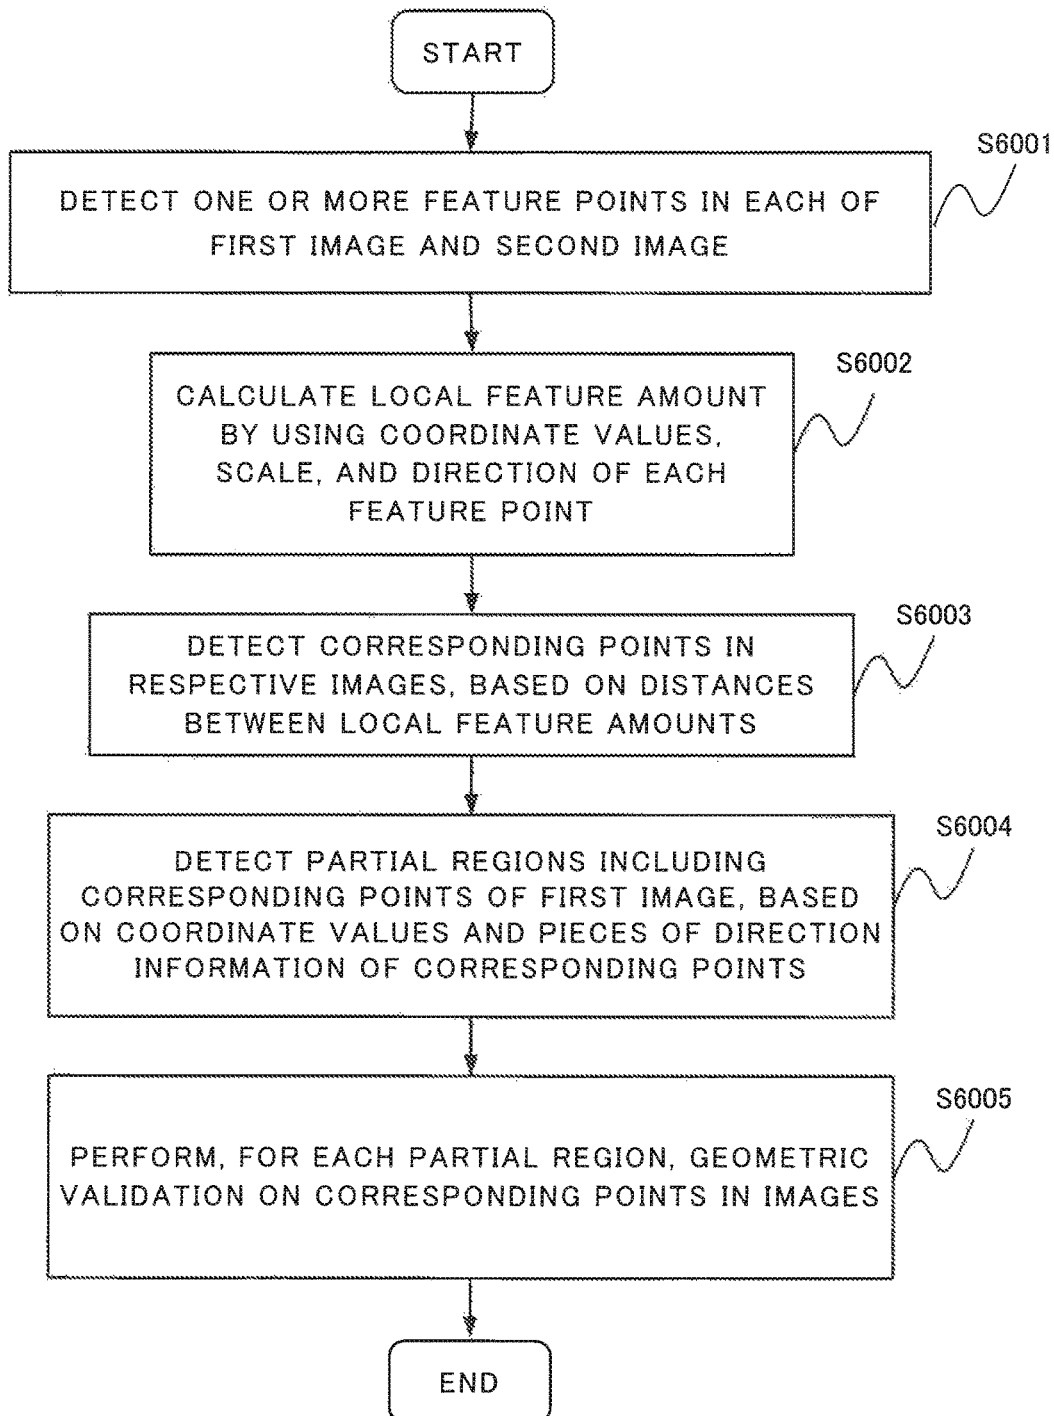 START
S6001
DETECT ONE OR MORE FEATURE POINTS IN EACH OF
FIRST IMAGE AND SECOND IMAGE
S6002
CALCULATE LOCAL FEATURE AMOUNT
BY USING COORDINATE VALUES,
SCALE, AND DIRECTION OF EACH
FEATURE POINT
S6003
DETECT CORRESPONDING POINTS IN
RESPECTIVE IMAGES, BASED ON DISTANCES
BETWEEN LOCAL FEATURE AMOUNTS
S6004
DETECT PARTIAL REGIONS INCLUDING
CORRESPONDING POINTS OF FIRST IMAGE, BASED
ON COORDINATE VALUES AND PIECES OF DIRECTION
INFORMATION OF CORRESPONDING POINTS
S6005
PERFORM, FOR EACH PARTIAL REGION, GEOMETRIC
VALIDATION ON CORRESPONDING POINTS IN IMAGES
END